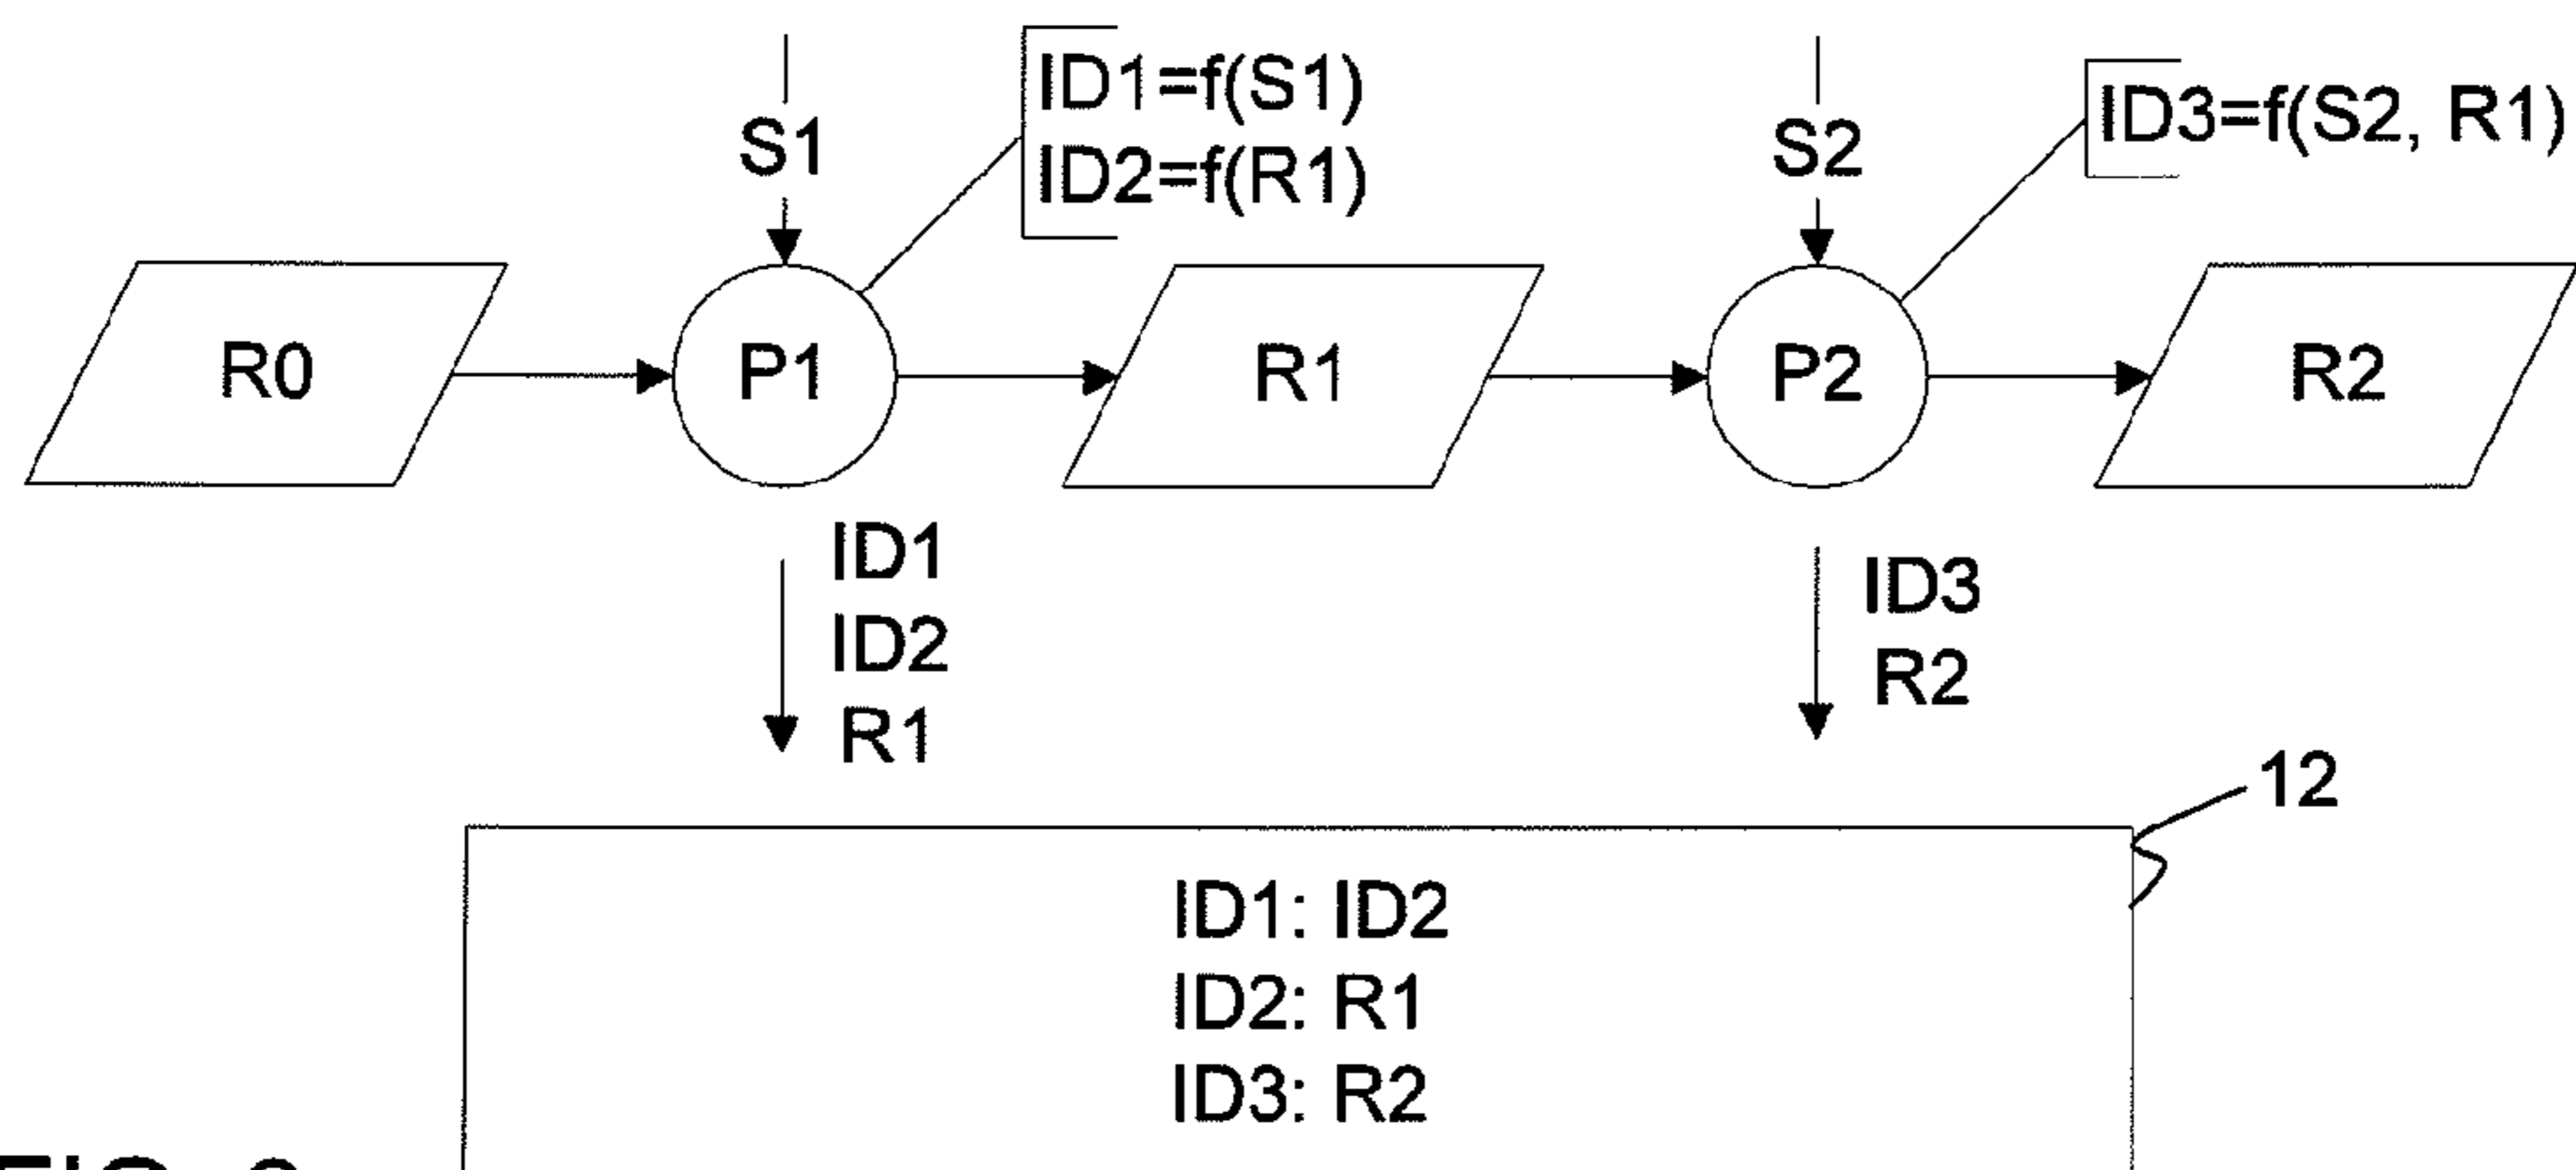 S1
ID1=f(S1)
ID2=f(R1)
S2
ID3=f(S2, R1)
R0
P1
R1
P2
R2
ID1
ID2
R1
ID3
R2
12
ID1: ID2
ID2: R1
ID3: R2